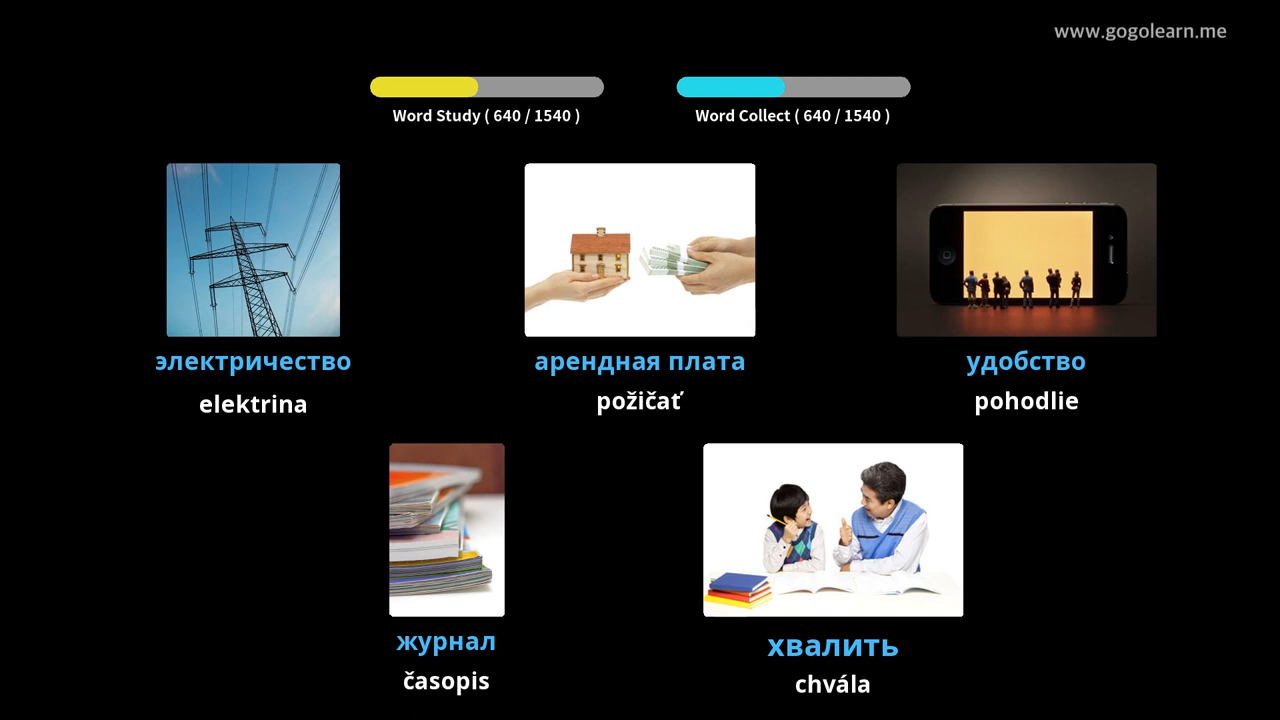 www.gogolearn.me
Word Study ( 640 / 1540 )
Word Collect ( 640 / 1540 )
электричество
elektrina
арендная плата
požičať
удобство
pohodlie
журнал
časopis
хвалить
chvála